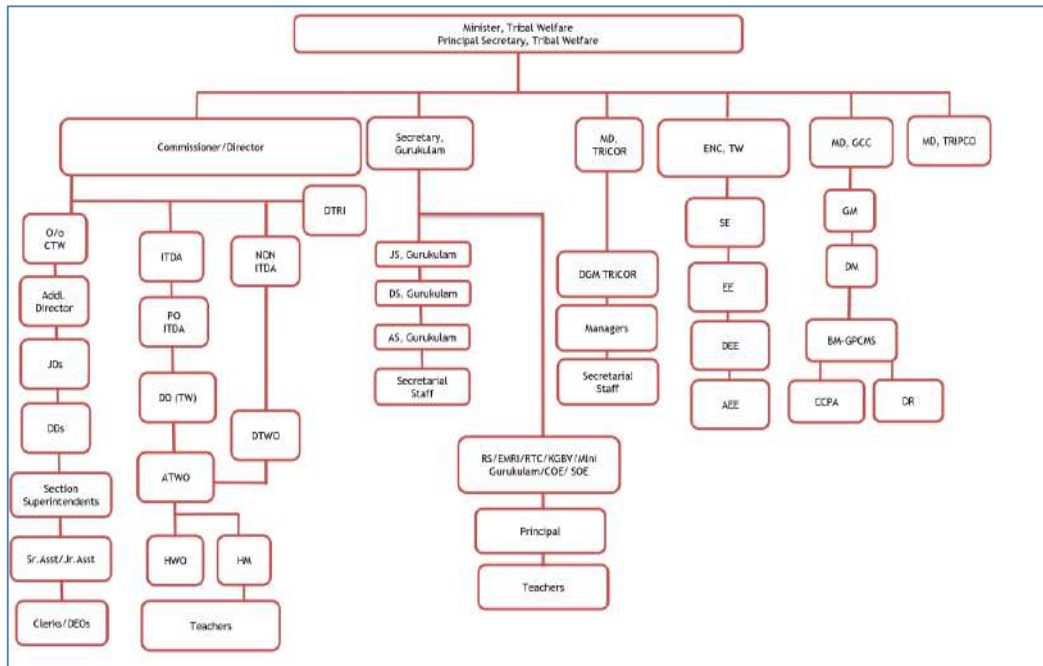 Minister, Tribal Welfare
Principal Secretary, Tribal Welfare
Commissioner/Director
Secretary,
Gurukulam
MD,
TRICOR
ENC, TW
MD, GCC
MD, TRIPCO
DTRI
O/o
CTW
ITDA
NON
ITDA
Addl.
Director
PO
ITDA
JDs
DD (TW)
DDs
DTWO
ATWO
Section
Superintendents
Sr.Asst/Jr.Asst
HWO
HM
Clerks/DEOs
Teachers
JS, Gurukulam
DS, Gurukulam
AS, Gurukulam
Secretarial
Staff
RS/EMRI/RTC/KGBV/Mini
Gurukulam/COE/ SOE
Principal
Teachers
DGM TRICOR
Managers
Secretarial
Staff
SE
EE
DEE
AEE
GM
DM
BM-GPCMS
CCPA
DR